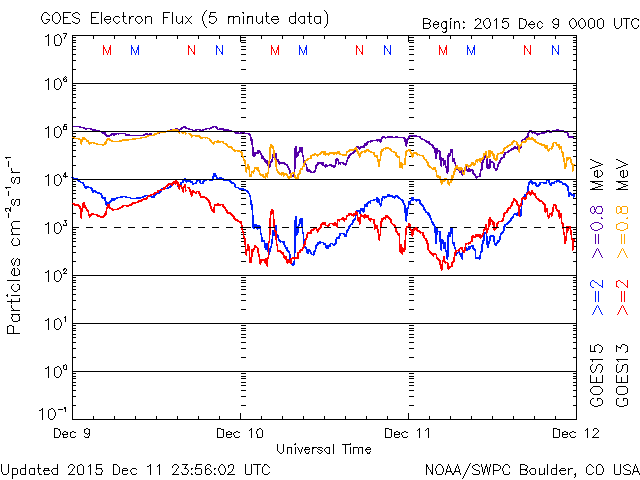 GOES Electron Flux (5 minute data)
Begin: 2015 Dec 9 0000 UTC
10⁷
M M N N M M N N M M N N
10⁶
10⁵
10⁴
10³
10²
10¹
10⁰
10⁻¹
Particles cm⁻²s⁻¹sr⁻¹
Dec 9 Dec 10 Dec 11 Dec 12
Universal Time
GOES15 >=2 >=0.8 MeV
GOES13 >=2 >=0.8 MeV
Updated 2015 Dec 11 23:56:02 UTC
NOAA/SWPC Boulder, CO USA